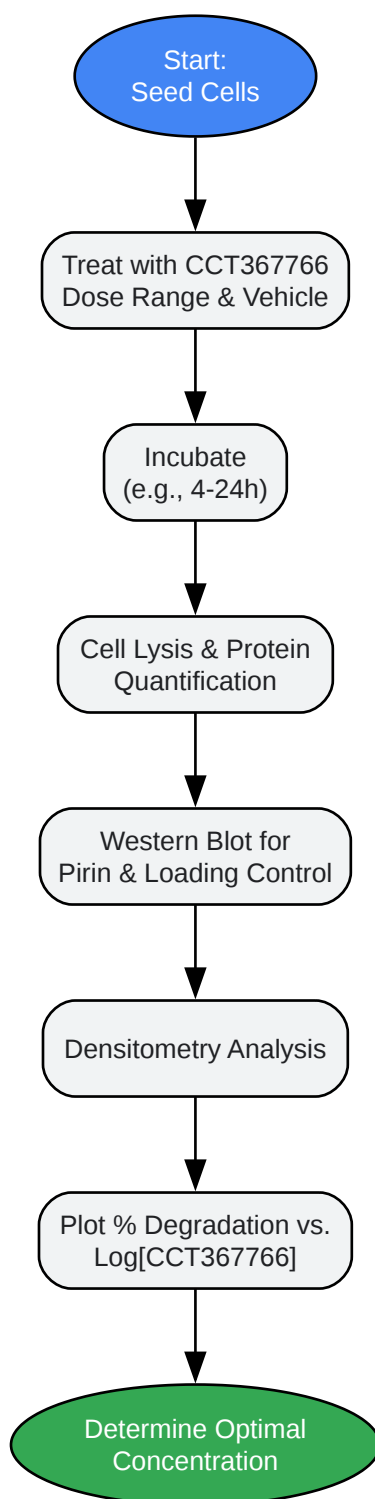 Start:
Seed Cells
Treat with CCT367766
Dose Range & Vehicle
Incubate
(e.g., 4-24h)
Cell Lysis & Protein
Quantification
Western Blot for
Pirin & Loading Control
Densitometry Analysis
Plot % Degradation vs.
Log[CCT367766]
Determine Optimal
Concentration